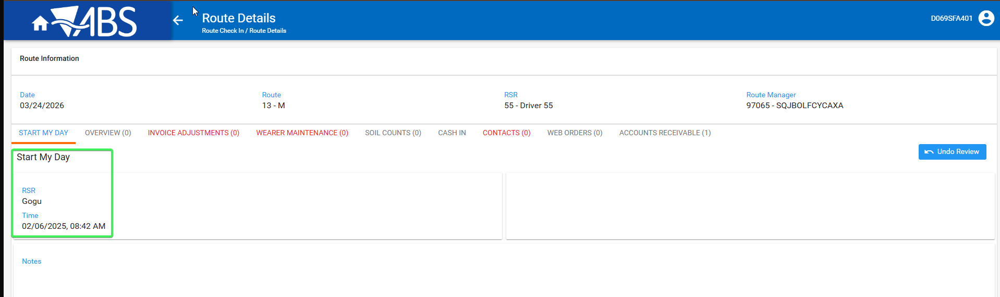 ABS
Route Details
Route Check In / Route Details
D069SFA401
Route Information
Date
03/24/2026
Route
13 - M
RSR
55 - Driver 55
Route Manager
97065 - SQJBOLFCYCAXA
START MY DAY
OVERVIEW (0)
INVOICE ADJUSTMENTS (0)
WEARER MAINTENANCE (0)
SOIL COUNTS (0)
CASH IN
CONTACTS (0)
WEB ORDERS (0)
ACCOUNTS RECEIVABLE (1)
Start My Day
Undo Review
RSR
Gogu
Time
02/06/2025, 08:42 AM
Notes